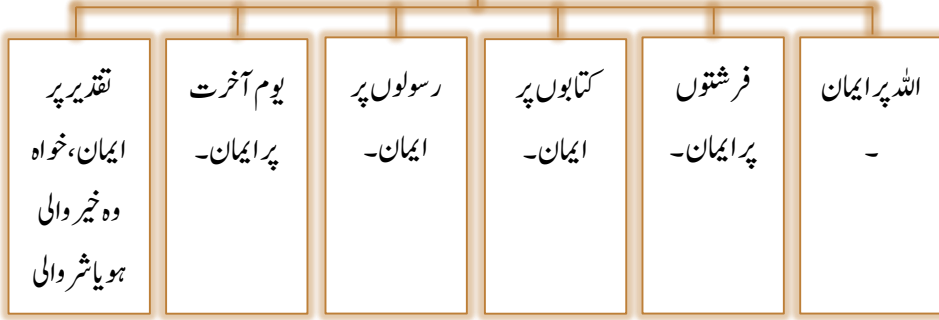 اللہ پر ایمان
۔
فرشتوں
پر ایمان۔
کتابوں پر
ایمان۔
رسولوں پر
ایمان۔
یوم آخرت
پر ایمان۔
تقدیر پر
ایمان،خواہ
وہ خیر والی
ہو یا شر والی